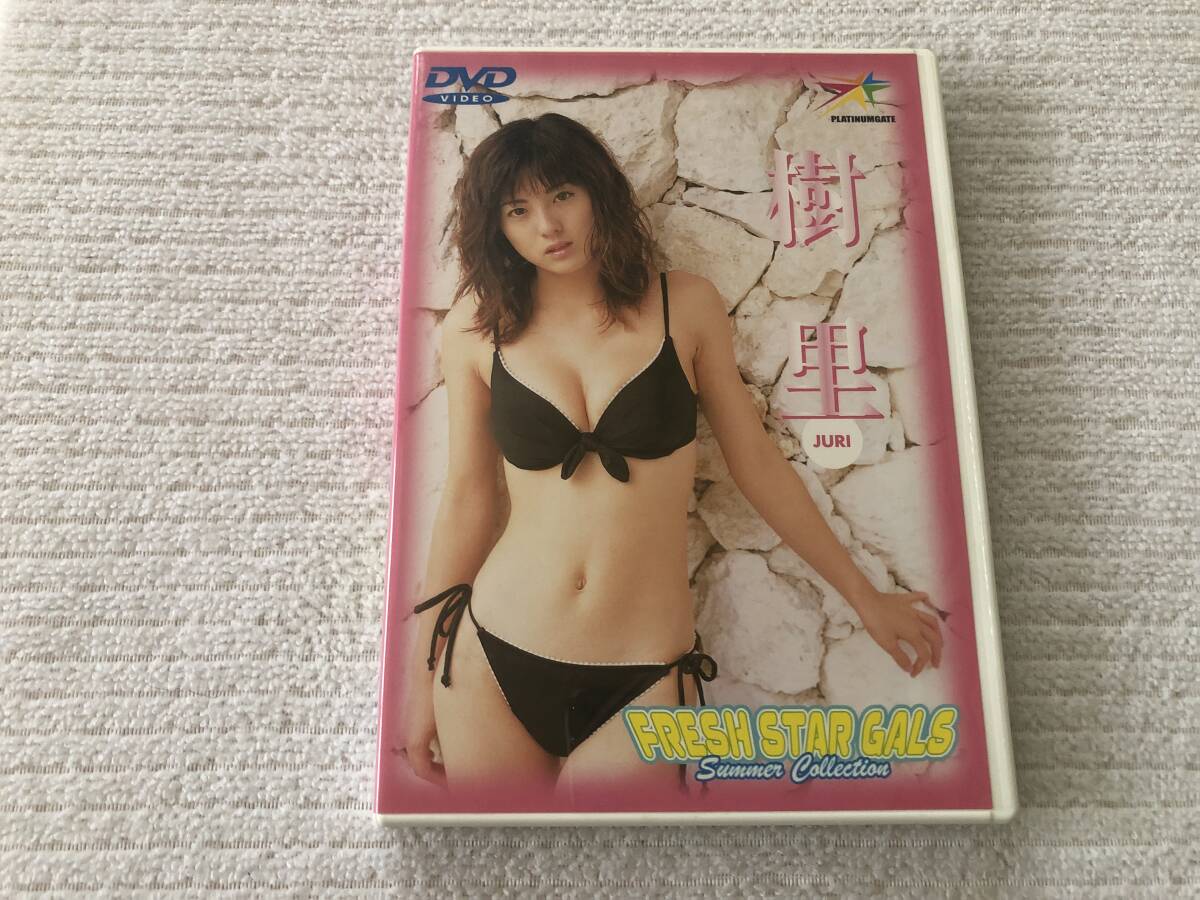 DVD
VIDEO
PLATINUMGATE
樹里
JURI
FRESH STAR GALS
Summer Collection